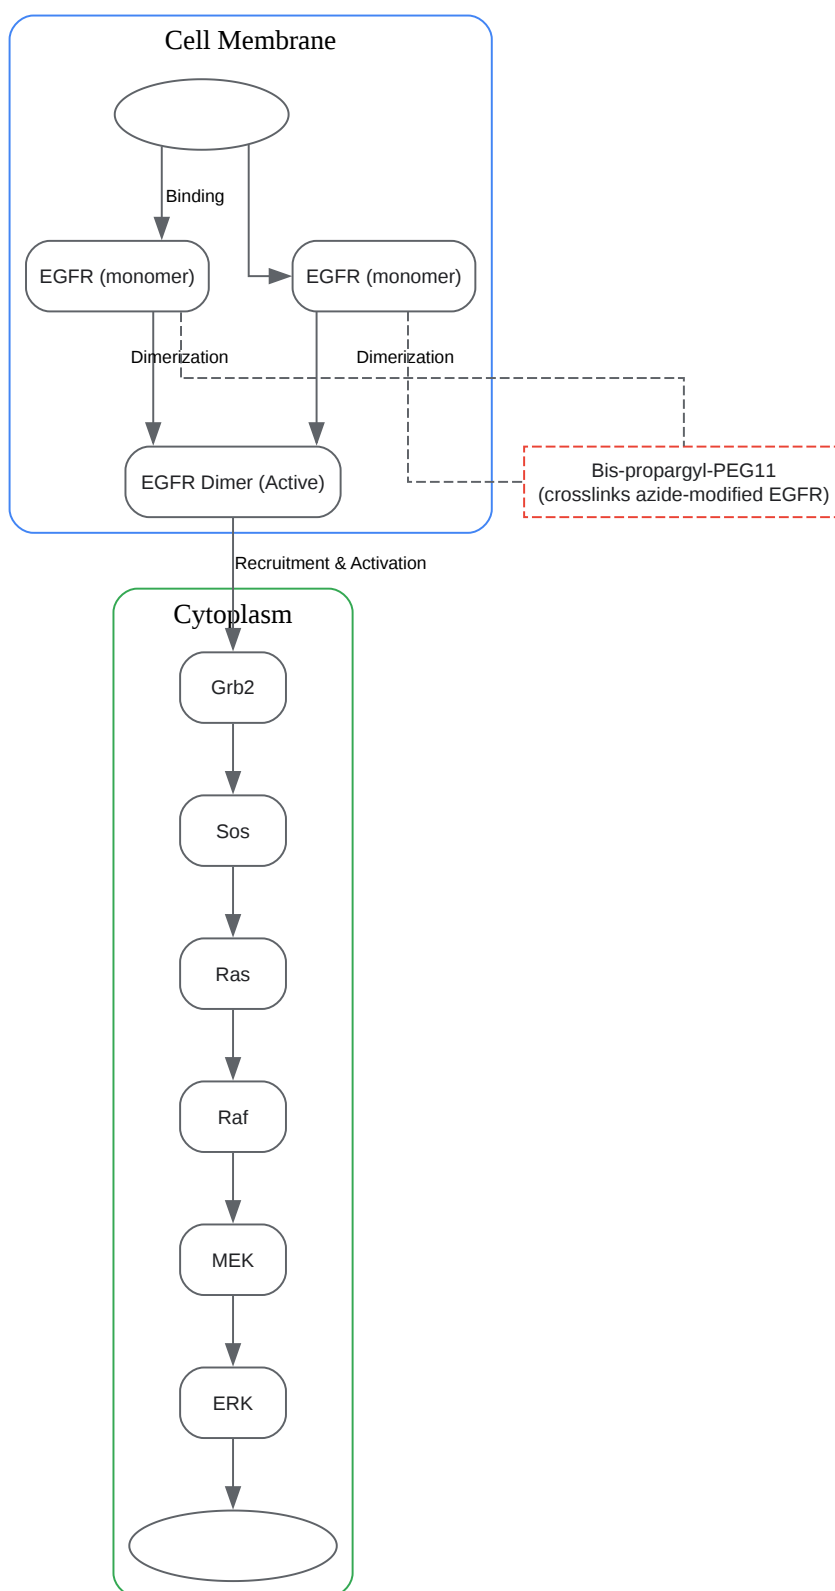 Cell Membrane
Binding
EGFR (monomer)
EGFR (monomer)
Dimerization
Dimerization
Bis-propargyl-PEG11
(crosslinks azide-modified EGFR)
EGFR Dimer (Active)
Recruitment & Activation
Cytoplasm
Grb2
Sos
Ras
Raf
MEK
ERK